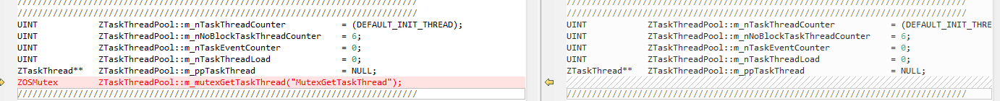 ////////////////////////////////////////////////////////////////////////////////
////////////////////////////////////////////////////////////////////////////////
UINT ZTaskThreadPool::m_nTaskThreadCounter = (DEFAULT_INIT_THREAD);
UINT ZTaskThreadPool::m_nNoBlockTaskThreadCounter = 6;
UINT ZTaskThreadPool::m_nTaskEventCounter = 0;
UINT ZTaskThreadPool::m_nTaskThreadLoad = 0;
ZTaskThread** ZTaskThreadPool::m_ppTaskThread = NULL;
ZOSMutex ZTaskThreadPool::m_mutexGetTaskThread("MutexGetTaskThread");
////////////////////////////////////////////////////////////////////////////////
////////////////////////////////////////////////////////////////////////////////
////////////////////////////////////////////////////////////////////////////////
UINT ZTaskThreadPool::m_nTaskThreadCounter = (DEFAULT_INIT_THRE
UINT ZTaskThreadPool::m_nNoBlockTaskThreadCounter = 6;
UINT ZTaskThreadPool::m_nTaskEventCounter = 0;
UINT ZTaskThreadPool::m_nTaskThreadLoad = 0;
ZTaskThread** ZTaskThreadPool::m_ppTaskThread = NULL;
////////////////////////////////////////////////////////////////////////////////